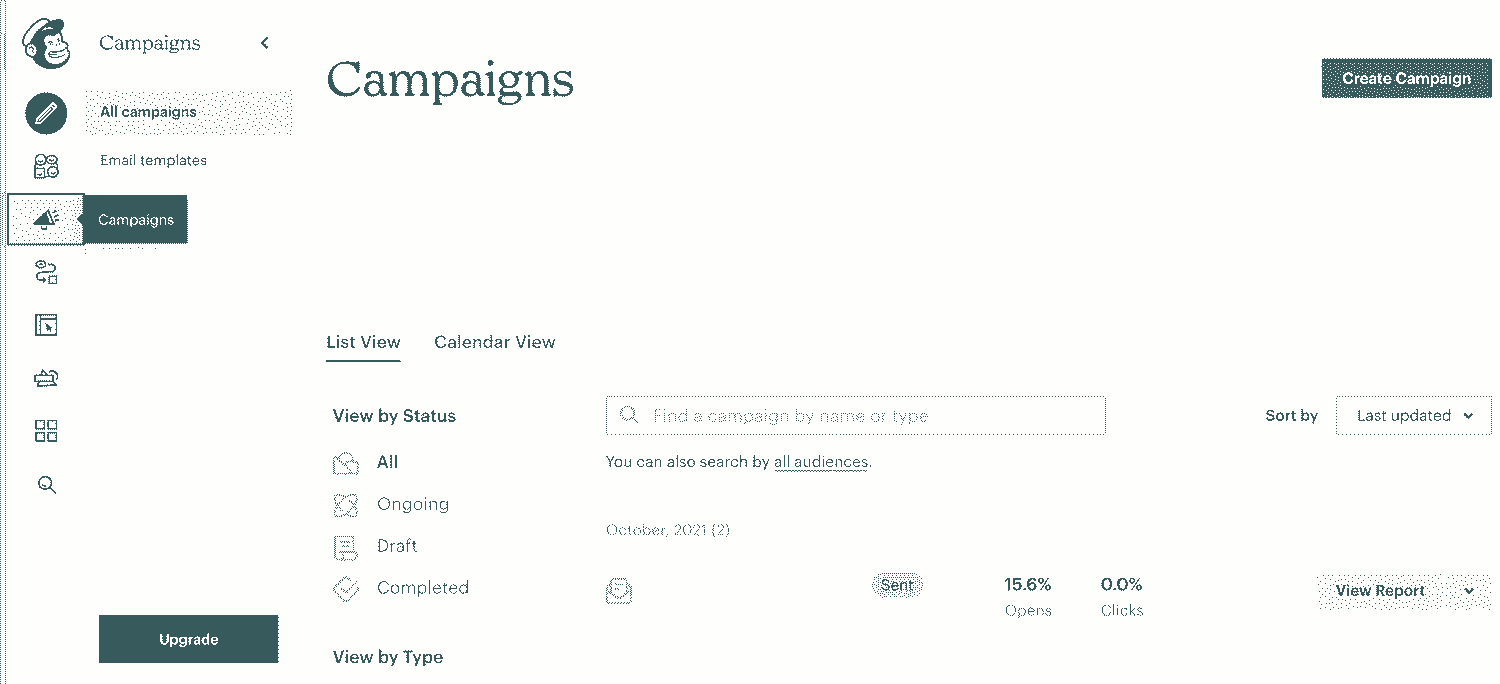 Campaigns
All campaigns
Email templates
Campaigns
Upgrade
Campaigns
Create Campaign
List View
Calendar View
View by Status
All
Ongoing
Draft
Completed
View by Type
Find a campaign by name or type
Sort by
Last updated
You can also search by all audiences.
October, 2021 (2)
Sent
15.6%
Opens
0.0%
Clicks
View Report